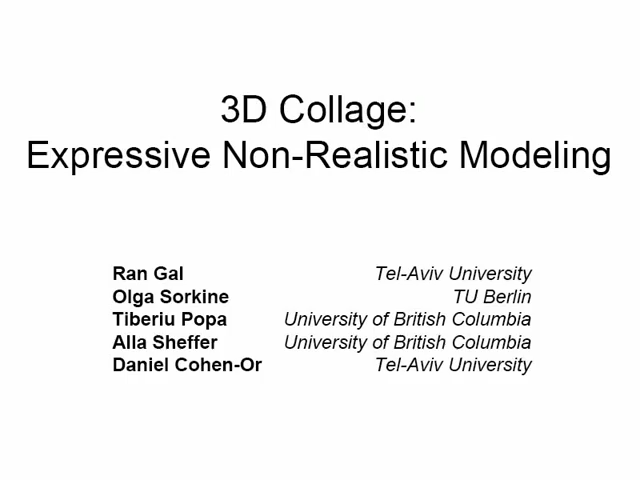 3D Collage:
Expressive Non-Realistic Modeling
Ran Gal Tel-Aviv University
Olga Sorkine TU Berlin
Tiberiu Popa University of British Columbia
Alla Sheffer University of British Columbia
Daniel Cohen-Or Tel-Aviv University